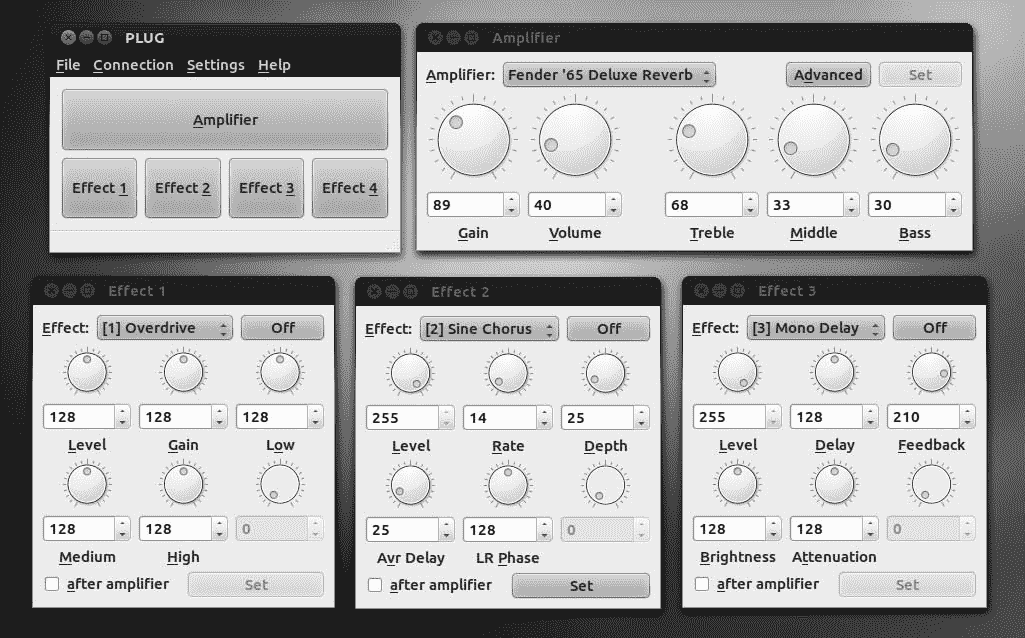 PLUG
File Connection Settings Help
Amplifier
Effect 1 Effect 2 Effect 3 Effect 4
Amplifier
Amplifier: Fender '65 Deluxe Reverb Advanced Set
89 40 68 33 30
Gain Volume Treble Middle Bass
Effect 1
Effect: [1] Overdrive Off
128 128 128
Level Gain Low
128 128 0
Medium High
after amplifier Set
Effect 2
Effect: [2] Sine Chorus Off
255 14 25
Level Rate Depth
25 128 0
Avr Delay LR Phase
after amplifier Set
Effect 3
Effect: [3] Mono Delay Off
255 128 210
Level Delay Feedback
128 128 0
Brightness Attenuation
after amplifier Set